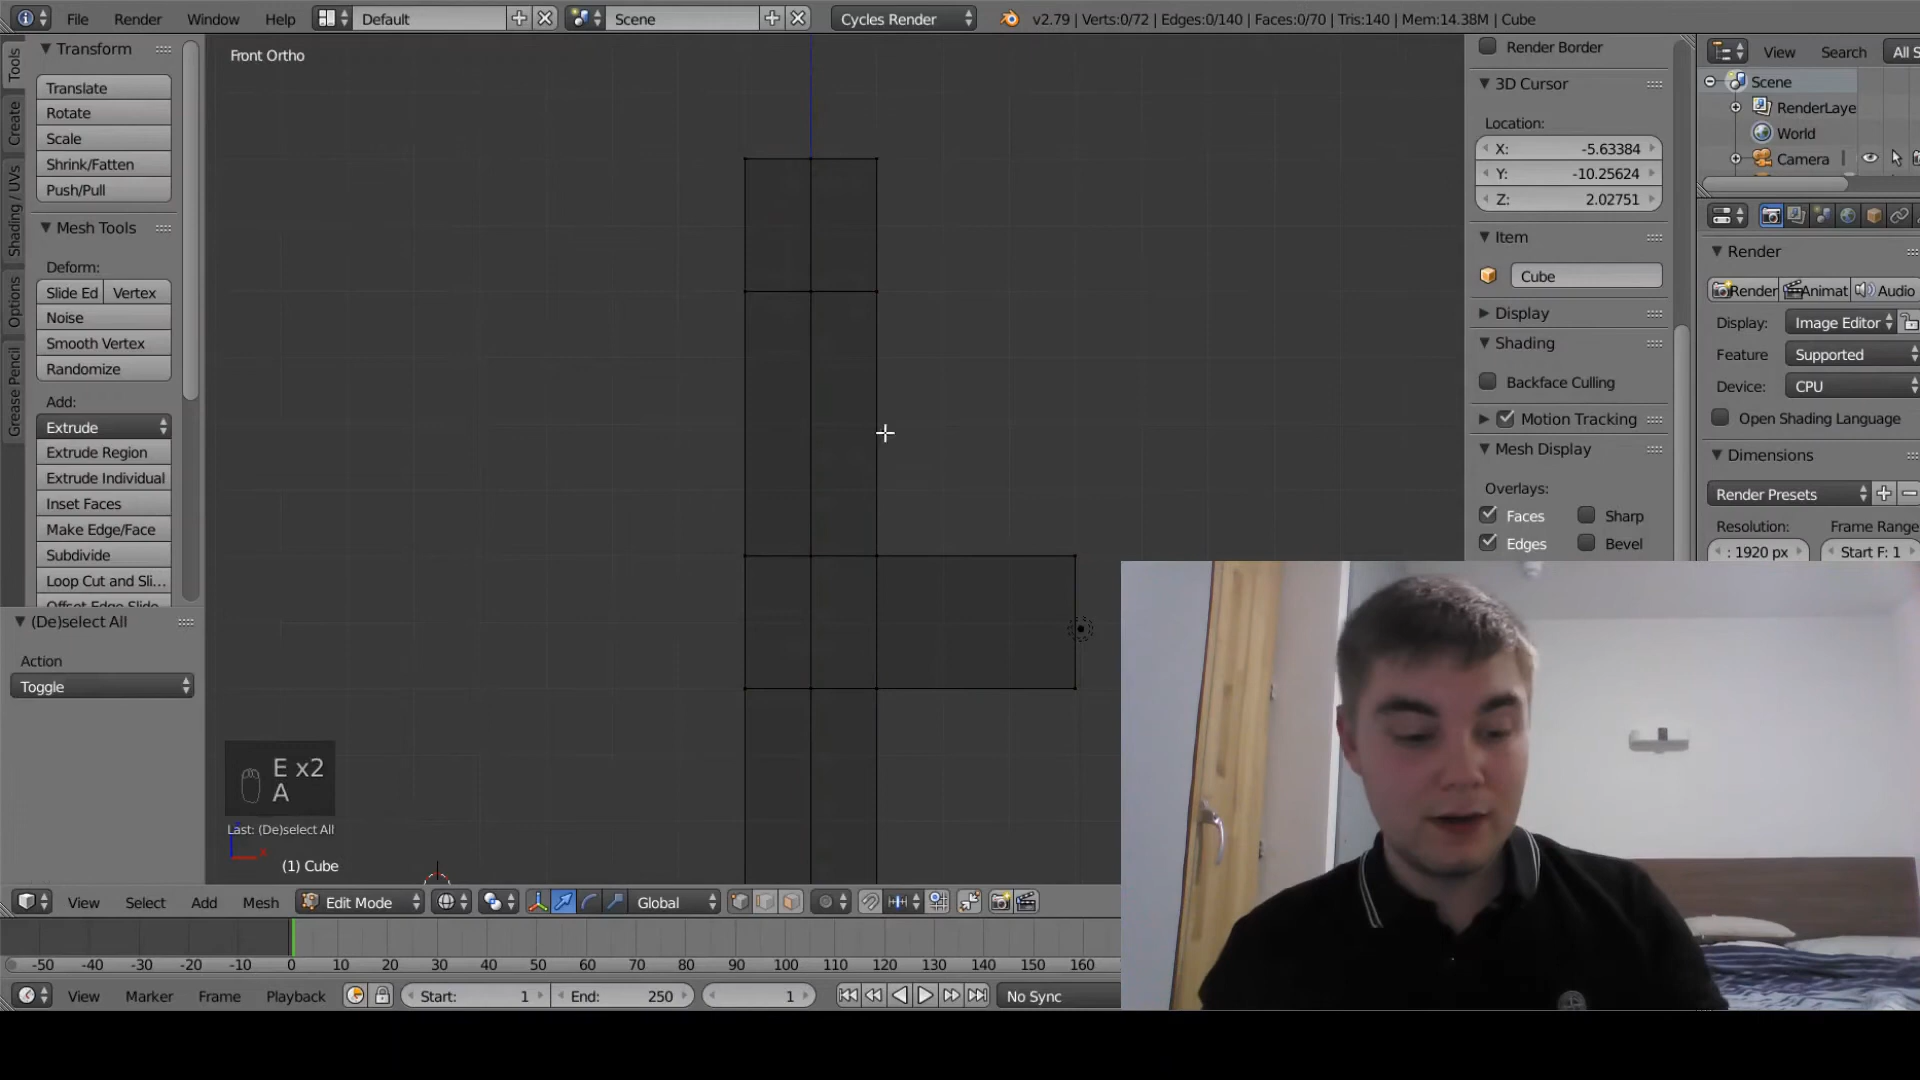 File Render Window Help Default Scene Cycles Render v2.79 | Verts:0/72 | Edges:0/140 | Faces:0/70 | Tris:140 | Mem:14.38M | Cube
Tools
Create
Shading / UVs
Options
Grease Pencil
Transform
Translate
Rotate
Scale
Shrink/Fatten
Push/Pull
Mesh Tools
Deform:
Slide Ed Vertex
Noise
Smooth Vertex
Randomize
Add:
Extrude
Extrude Region
Extrude Individual
Inset Faces
Make Edge/Face
Subdivide
Loop Cut and Sli...
Offset Edge Slide
(De)select All
Action
Toggle
Front Ortho
E x2
A
Last: (De)select All
(1) Cube
Render Border
3D Cursor
Location:
X: -5.63384
Y: -10.25624
Z: 2.02751
Item
Cube
Display
Shading
Backface Culling
Motion Tracking
Mesh Display
Overlays:
Faces Sharp
Edges Bevel
View Search All S
Scene
RenderLaye
World
Camera
Render
Render Animat Audio
Display: Image Editor
Feature Supported
Device: CPU
Open Shading Language
Dimensions
Render Presets
Resolution: Frame Range
: 1920 px Start F: 1
View Select Add Mesh Edit Mode Global
-50 -40 -30 -20 -10 0 10 20 30 40 50 60 70 80 90 100 110 120 130 140 150 160
View Marker Frame Playback Start: 1 End: 250 1 No Sync